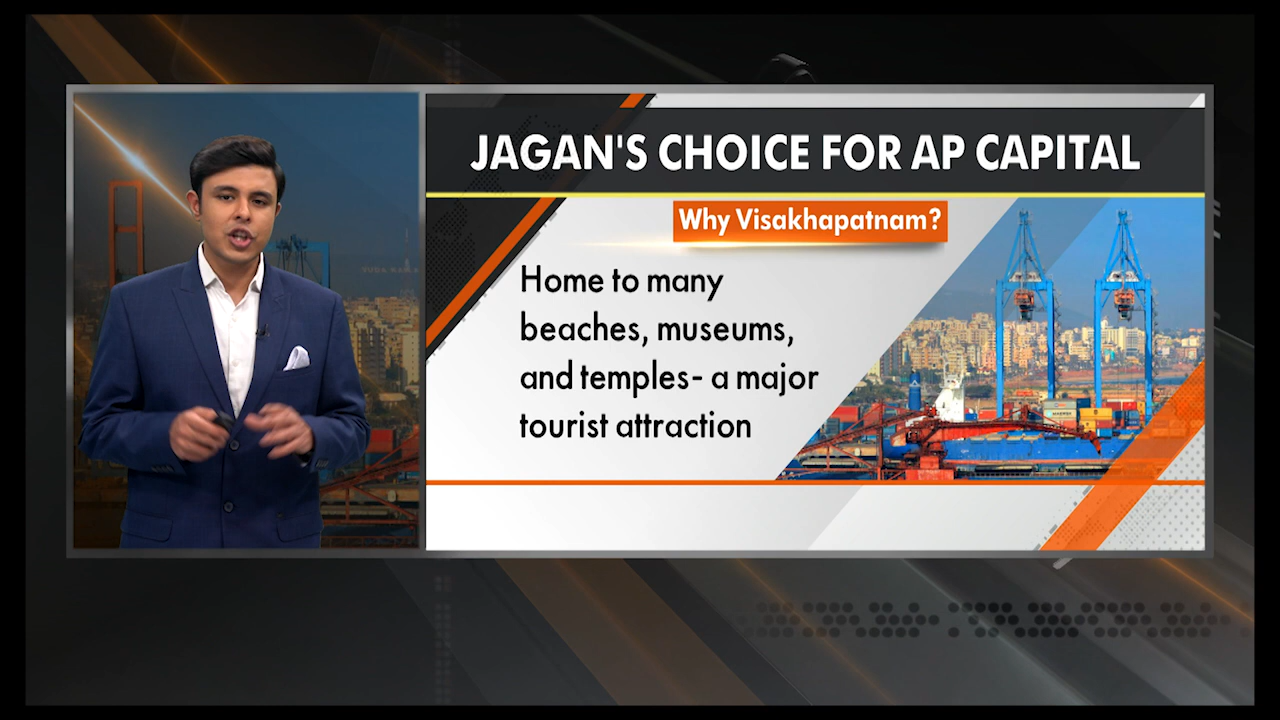 JAGAN'S CHOICE FOR AP CAPITAL
Why Visakhapatnam?
Home to many
beaches, museums,
and temples- a major
tourist attraction